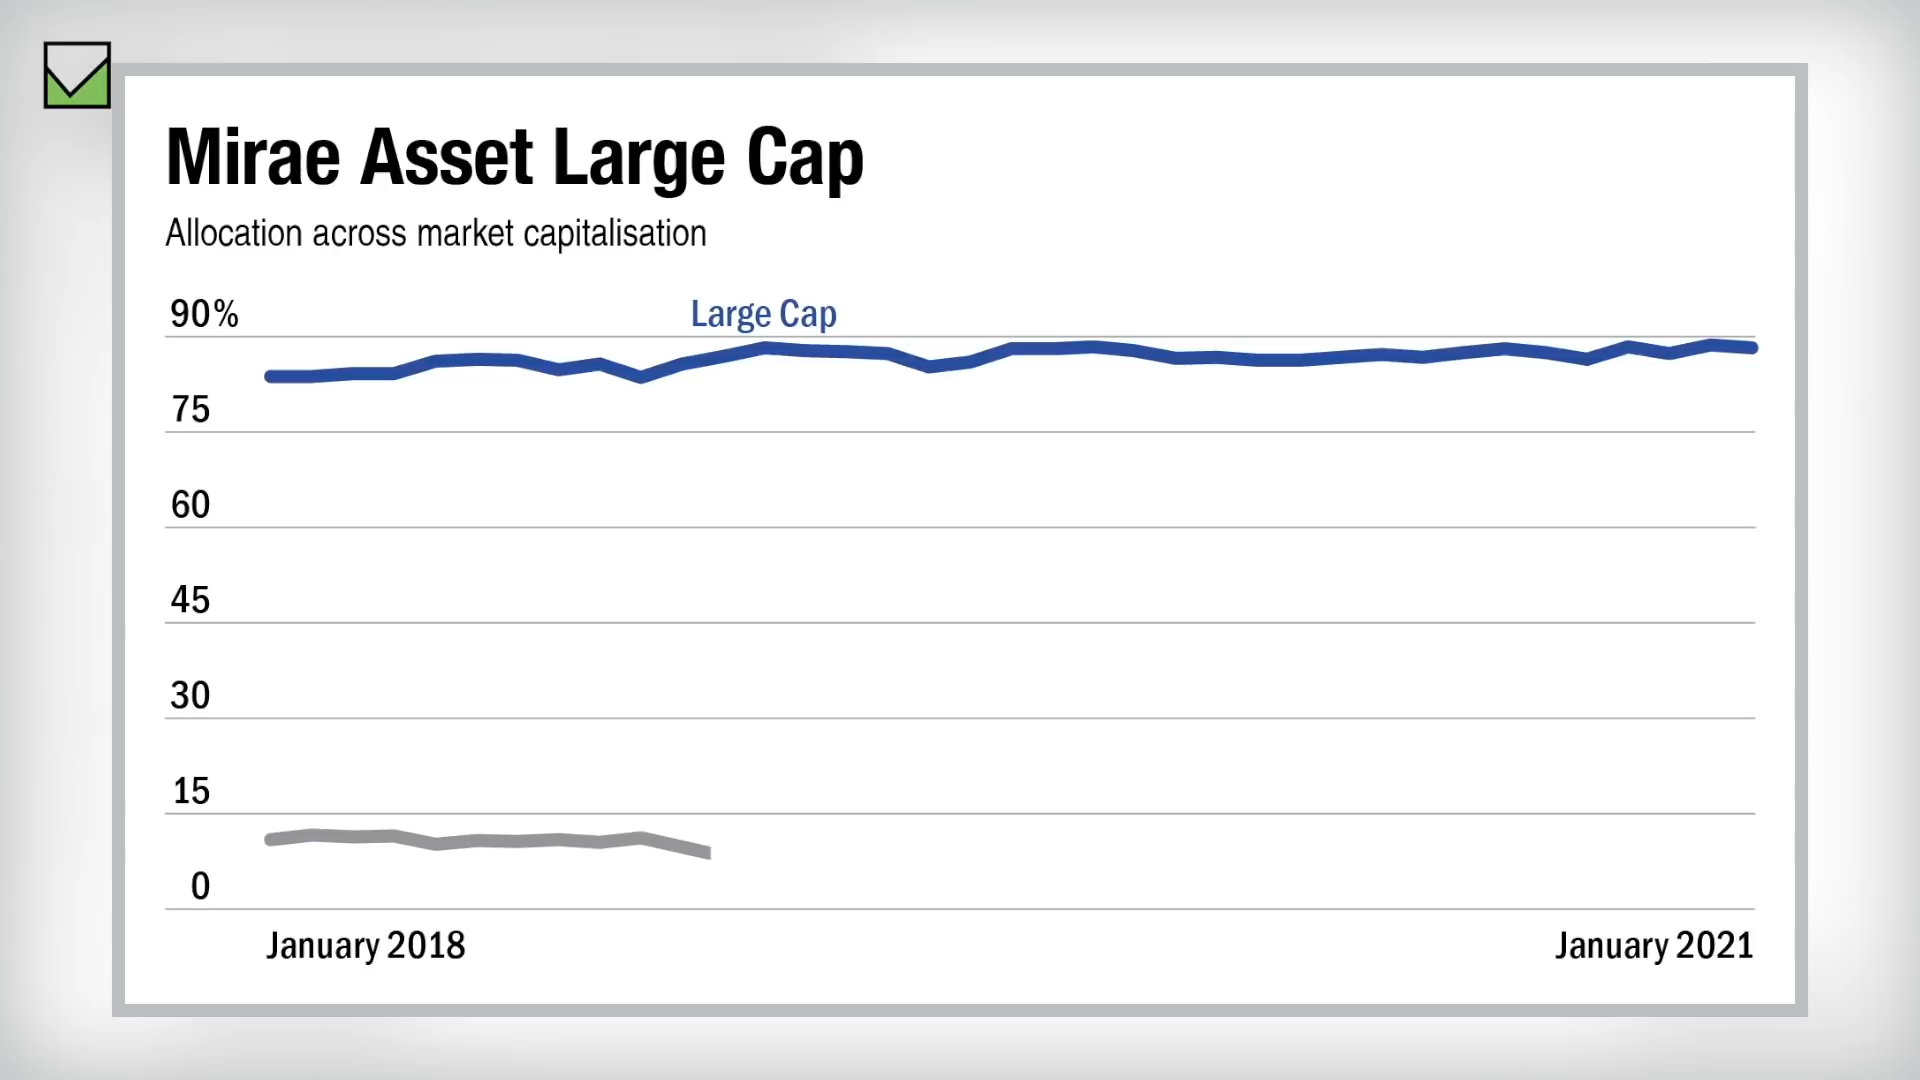 Mirae Asset Large Cap
Allocation across market capitalisation
90%
Large Cap
75
60
45
30
15
0
January 2018
January 2021